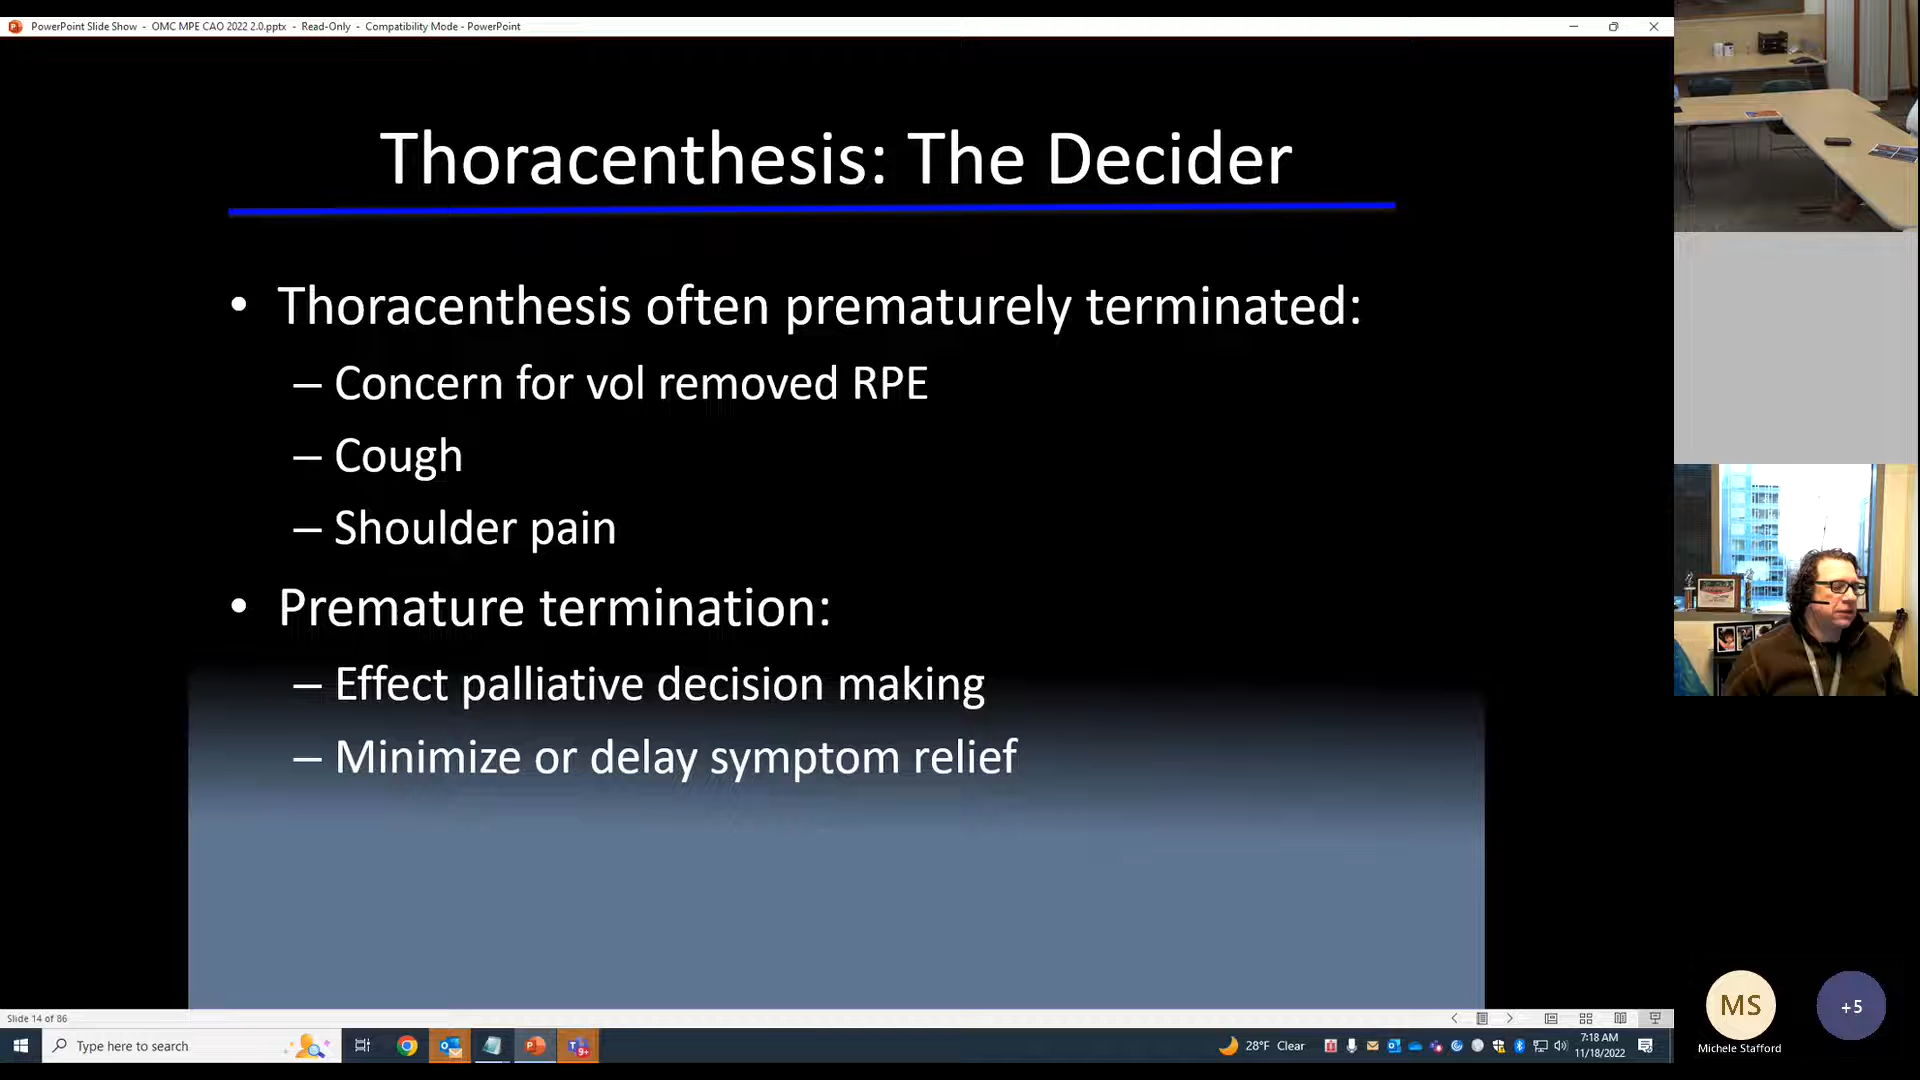 PowerPoint Slide Show - OMC MPE CAO 2022 2.0.pptx - Read-Only - Compatibility Mode - PowerPoint
Thoracenthesis: The Decider
• Thoracenthesis often prematurely terminated:
– Concern for vol removed RPE
– Cough
– Shoulder pain
• Premature termination:
– Effect palliative decision making
– Minimize or delay symptom relief
Slide 14 of 86
Type here to search
9+
28°F Clear
7:18 AM
11/18/2022
MS
+5
Michele Stafford